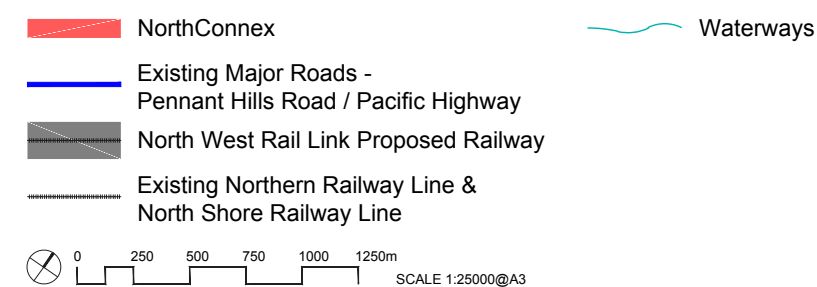 NorthConnex
Existing Major Roads -
Pennant Hills Road / Pacific Highway
North West Rail Link Proposed Railway
Existing Northern Railway Line &
North Shore Railway Line
Waterways
0 250 500 750 1000 1250m
SCALE 1:25000@A3